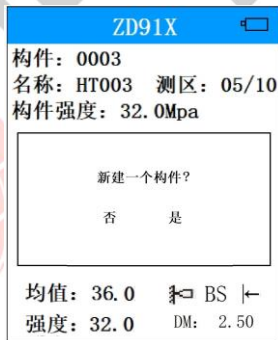 ZD91X
构件：0003
名称：HT003 测区：05/10
构件强度：32.0Mpa
新建一个构件?
否 是
均值：36.0 BS
强度：32.0 DM： 2.50